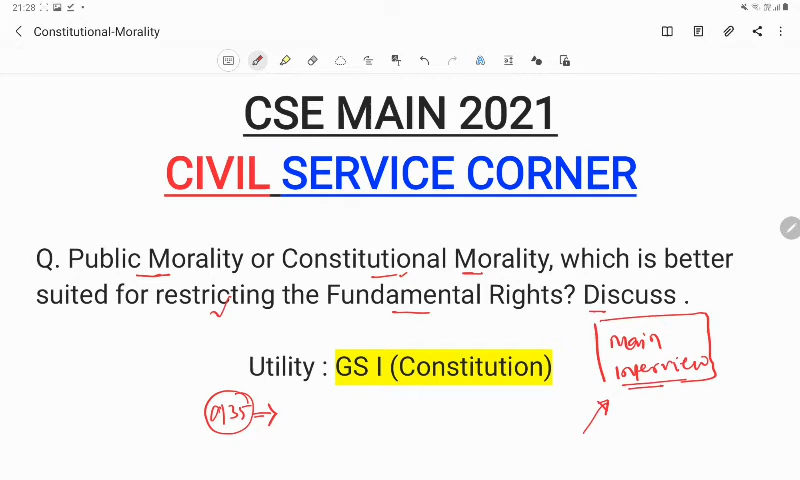 21:28
Constitutional-Morality
CSE MAIN 2021
CIVIL SERVICE CORNER
Q. Public Morality or Constitutional Morality, which is better
suited for restricting the Fundamental Rights? Discuss .
Main
Interview
Utility : GS I (Constitution)